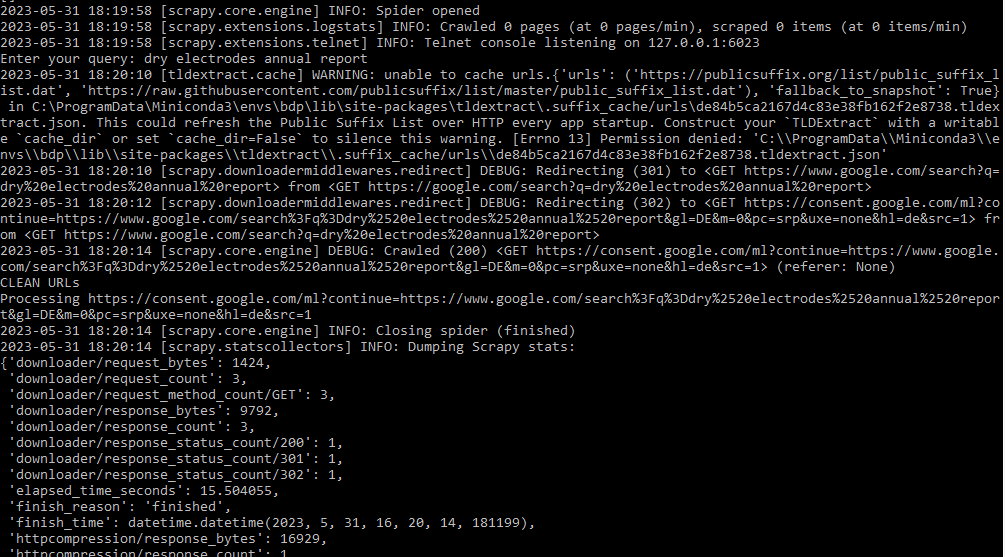 2023-05-31 18:19:58 [scrapy.core.engine] INFO: Spider opened
2023-05-31 18:19:58 [scrapy.extensions.logstats] INFO: Crawled 0 pages (at 0 pages/min), scraped 0 items (at 0 items/min)
2023-05-31 18:19:58 [scrapy.extensions.telnet] INFO: Telnet console listening on 127.0.0.1:6023
Enter your query: dry electrodes annual report
2023-05-31 18:20:10 [tldextract.cache] WARNING: unable to cache urls.{'urls': ('https://publicsuffix.org/list/public_suffix_l
ist.dat', 'https://raw.githubusercontent.com/publicsuffix/list/master/public_suffix_list.dat'), 'fallback_to_snapshot': True}
 in C:\ProgramData\Miniconda3\envs\bdp\lib\site-packages\tldextract\.suffix_cache/urls\de84b5ca2167d4c83e38fb162f2e8738.tldex
tract.json. This could refresh the Public Suffix List over HTTP every app startup. Construct your `TLDExtract` with a writabl
e `cache_dir` or set `cache_dir=False` to silence this warning. [Errno 13] Permission denied: 'C:\\ProgramData\\Miniconda3\\e
nvs\\bdp\\lib\\site-packages\\tldextract\\.suffix_cache/urls\\de84b5ca2167d4c83e38fb162f2e8738.tldextract.json'
2023-05-31 18:20:10 [scrapy.downloadermiddlewares.redirect] DEBUG: Redirecting (301) to <GET https://www.google.com/search?q=
dry%20electrodes%20annual%20report> from <GET https://google.com/search?q=dry%20electrodes%20annual%20report>
2023-05-31 18:20:12 [scrapy.downloadermiddlewares.redirect] DEBUG: Redirecting (302) to <GET https://consent.google.com/ml?co
ntinue=https://www.google.com/search%3Fq%3Ddry%2520electrodes%2520annual%2520report&gl=DE&m=0&pc=srp&uxe=none&hl=de&src=1> fr
om <GET https://www.google.com/search?q=dry%20electrodes%20annual%20report>
2023-05-31 18:20:14 [scrapy.core.engine] DEBUG: Crawled (200) <GET https://consent.google.com/ml?continue=https://www.google.
com/search%3Fq%3Ddry%2520electrodes%2520annual%2520report&gl=DE&m=0&pc=srp&uxe=none&hl=de&src=1> (referer: None)
CLEAN URLs
Processing https://consent.google.com/ml?continue=https://www.google.com/search%3Fq%3Ddry%2520electrodes%2520annual%2520repor
t&gl=DE&m=0&pc=srp&uxe=none&hl=de&src=1
2023-05-31 18:20:14 [scrapy.core.engine] INFO: Closing spider (finished)
2023-05-31 18:20:14 [scrapy.statscollectors] INFO: Dumping Scrapy stats:
{'downloader/request_bytes': 1424,
 'downloader/request_count': 3,
 'downloader/request_method_count/GET': 3,
 'downloader/response_bytes': 9792,
 'downloader/response_count': 3,
 'downloader/response_status_count/200': 1,
 'downloader/response_status_count/301': 1,
 'downloader/response_status_count/302': 1,
 'elapsed_time_seconds': 15.504055,
 'finish_reason': 'finished',
 'finish_time': datetime.datetime(2023, 5, 31, 16, 20, 14, 181199),
 'httpcompression/response_bytes': 16929,
 'httpcompression/response_count': 1